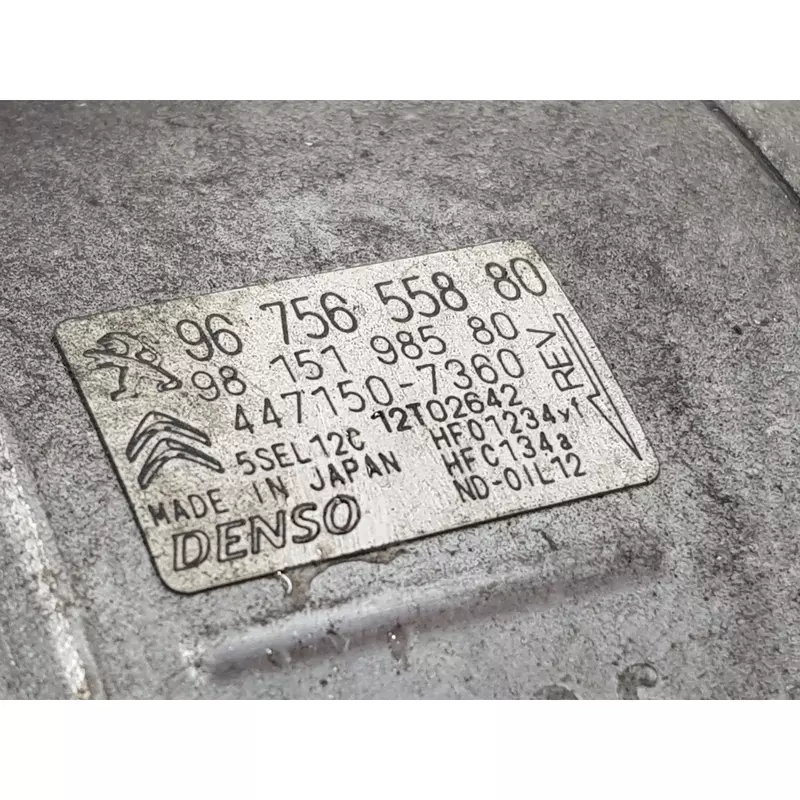 96 756 558 80
98 151 985 80
447150-7360
5SEL12C 12T02642
MADE IN JAPAN
DENSO
HFO1234yf
HFC134a
ND-OIL12
REV